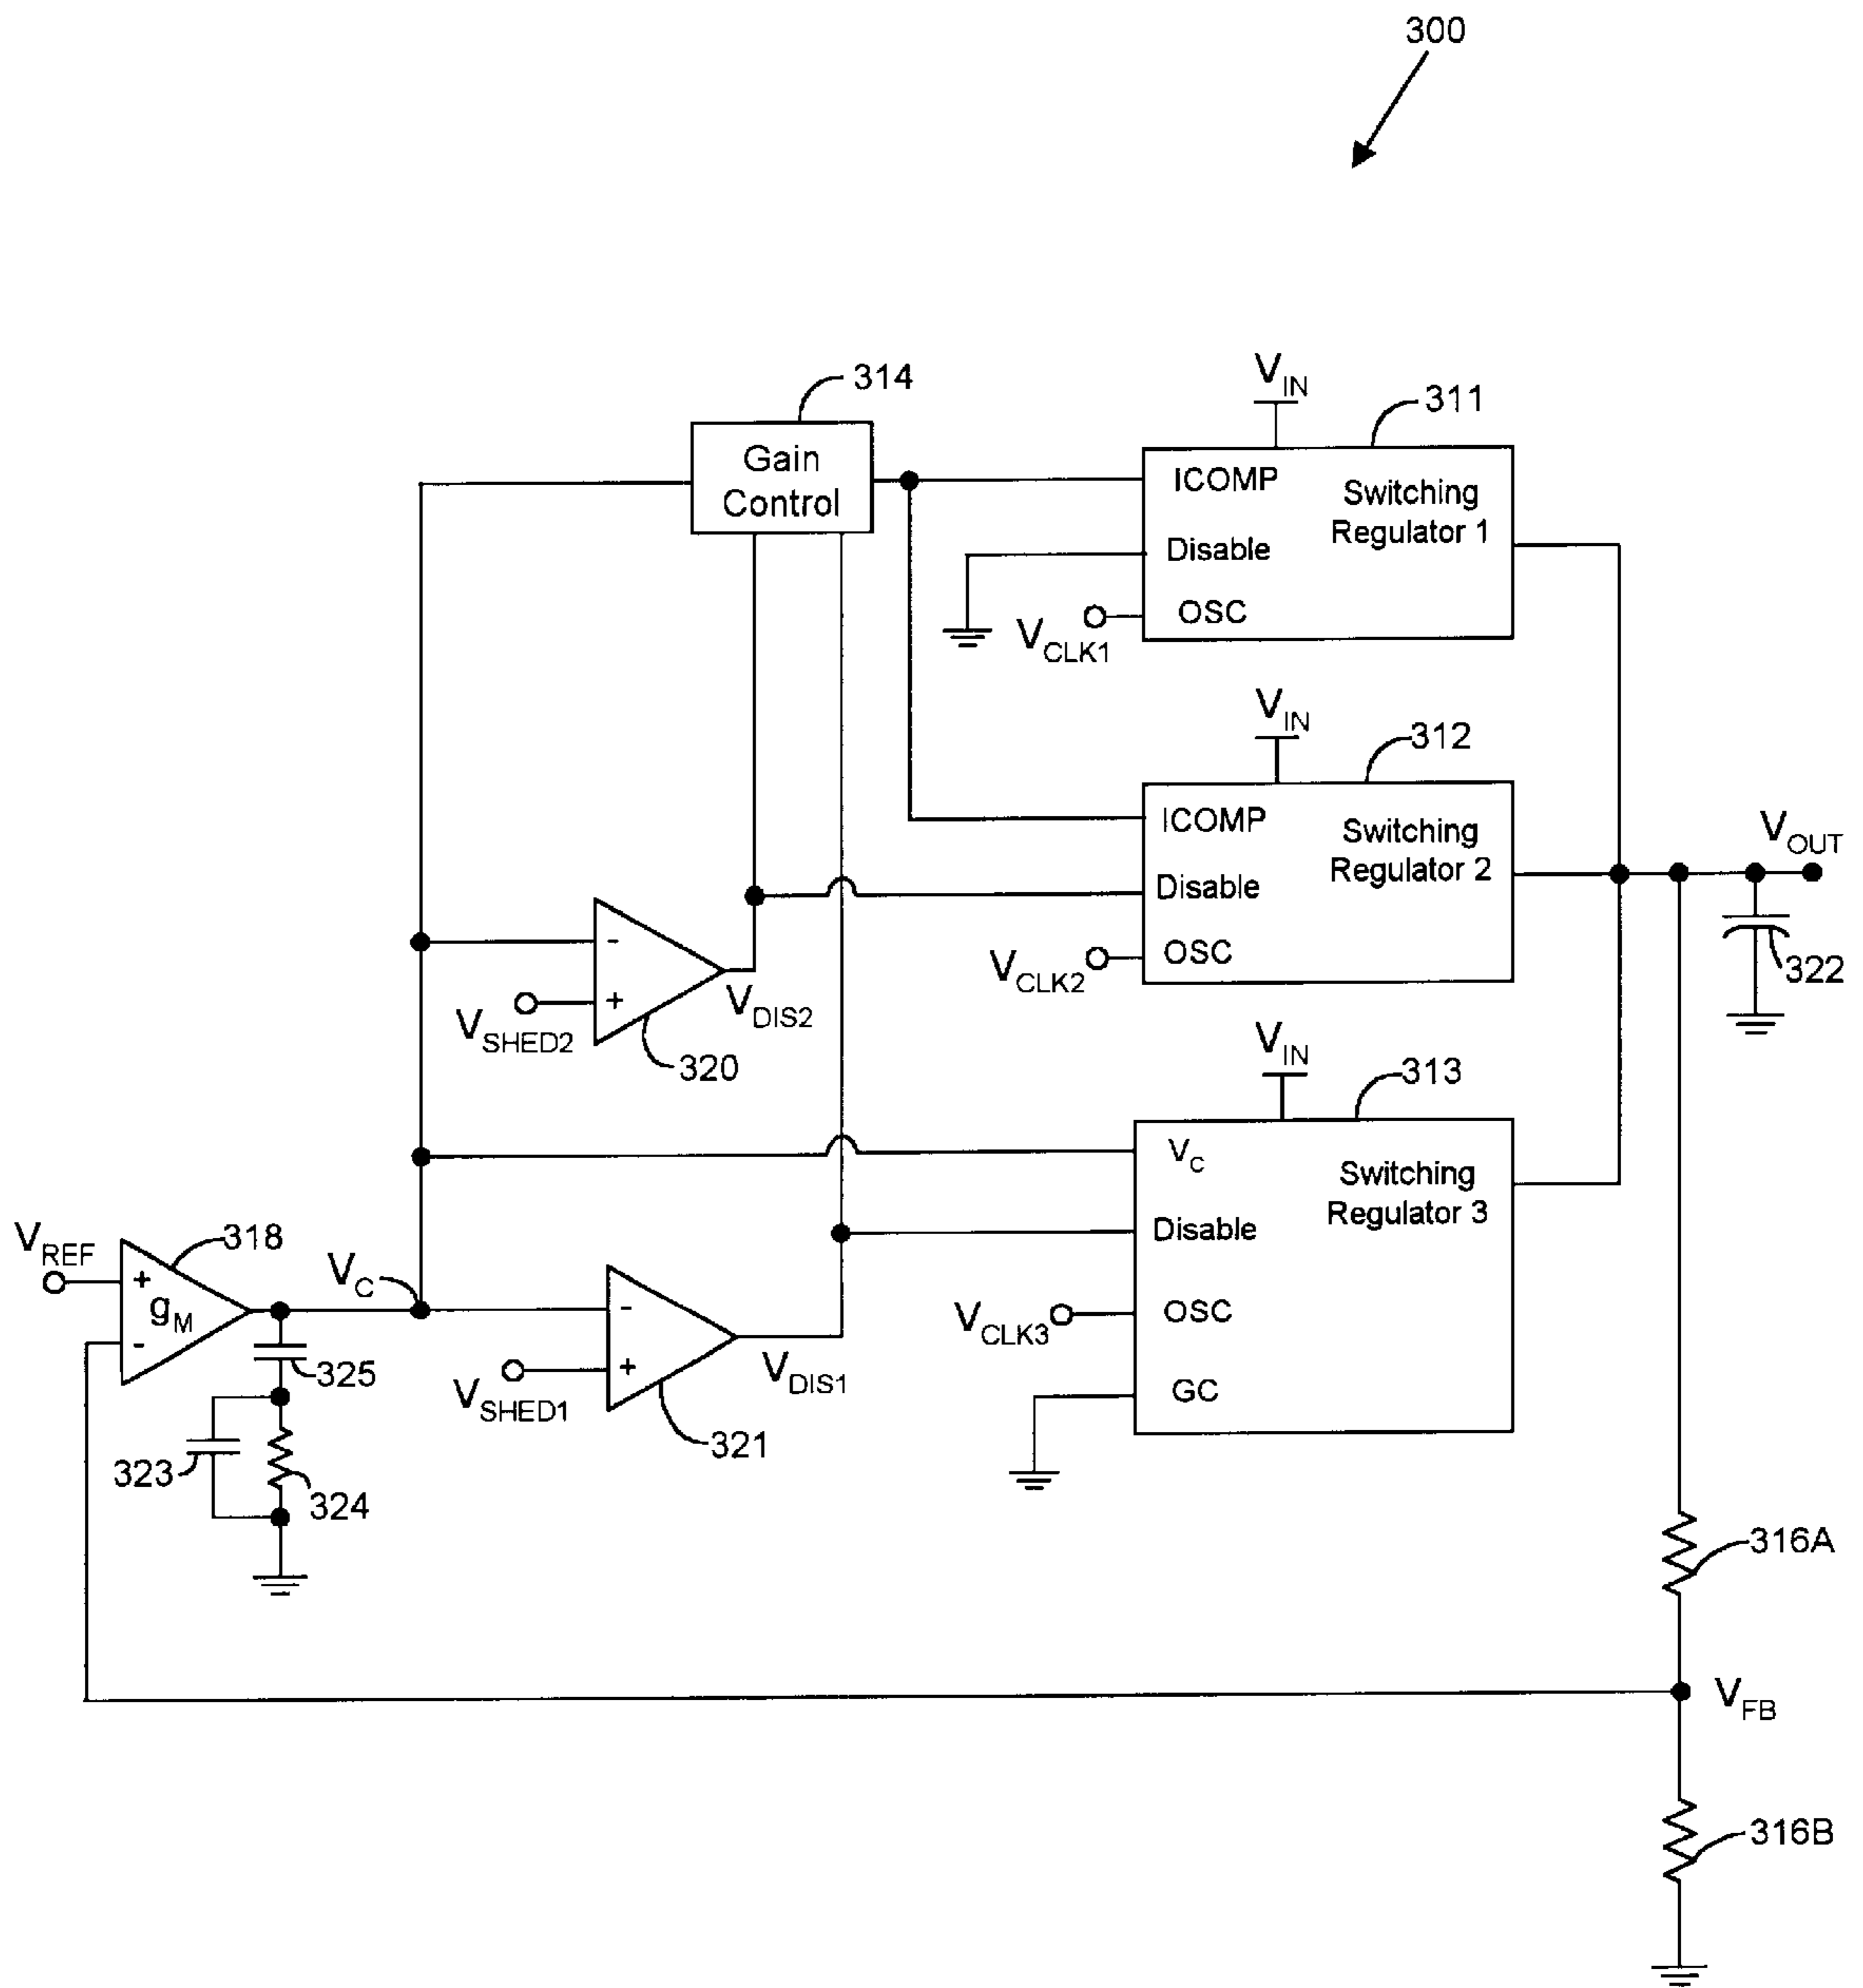 300
314
Gain
Control
V_IN
311
ICOMP
Switching
Regulator 1
Disable
OSC
V_CLK1
V_IN
312
ICOMP
Switching
Regulator 2
Disable
OSC
V_CLK2
V_OUT
322
-
+
V_SHED2
V_DIS2
320
V_IN
313
V_C
Switching
Regulator 3
Disable
OSC
V_CLK3
GC
V_REF
318
+
g_M
-
V_C
-
+
V_SHED1
V_DIS1
321
325
323
324
316A
V_FB
316B